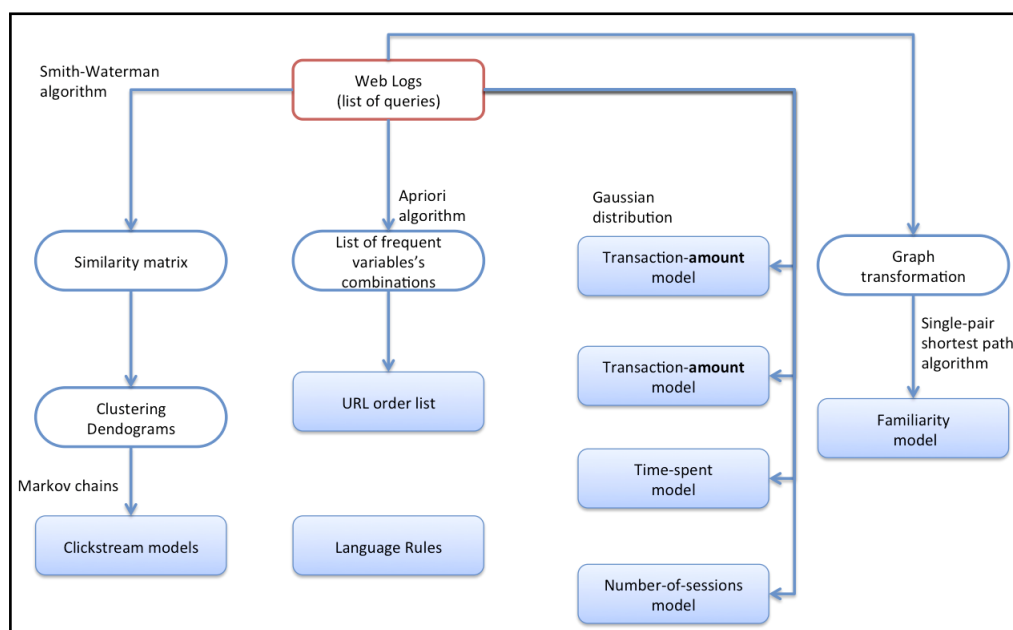 Smith-Waterman
algorithm
Web Logs
(list of queries)
Apriori
algorithm
Gaussian
distribution
Similarity matrix
List of frequent
variables's
combinations
Transaction-amount
model
Graph
transformation
Single-pair
shortest path
algorithm
Clustering
Dendograms
URL order list
Transaction-amount
model
Familiarity
model
Markov chains
Time-spent
model
Clickstream models
Language Rules
Number-of-sessions
model